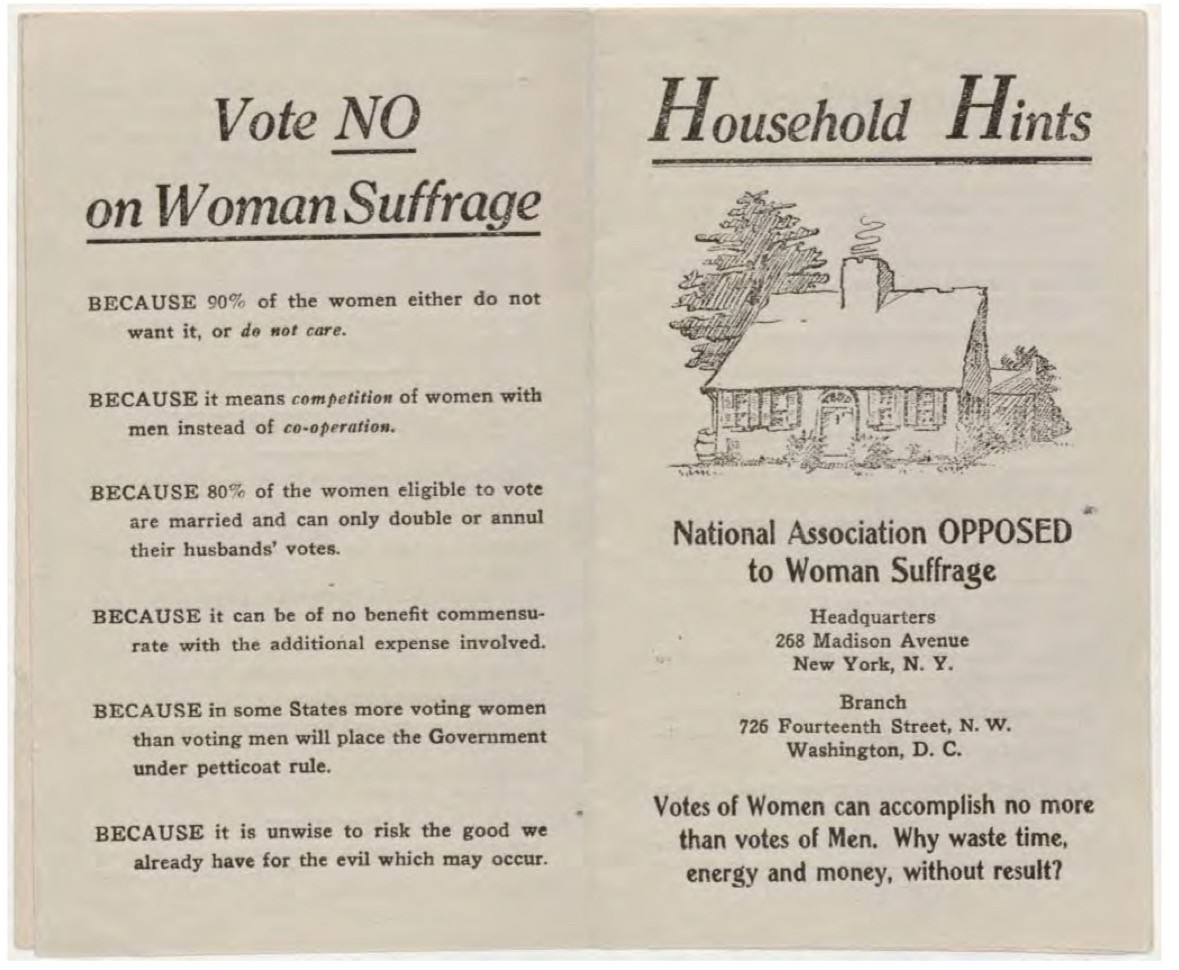 Vote NO
on Woman Suffrage
BECAUSE 90% of the women either do not
want it, or do not care.
BECAUSE it means competition of women with
men instead of co-operation.
BECAUSE 80% of the women eligible to vote
are married and can only double or annul
their husbands' votes.
BECAUSE it can be of no benefit commensu-
rate with the additional expense involved.
BECAUSE in some States more voting women
than voting men will place the Government
under petticoat rule.
BECAUSE it is unwise to risk the good we
already have for the evil which may occur.
Household Hints
National Association OPPOSED
to Woman Suffrage
Headquarters
268 Madison Avenue
New York, N. Y.
Branch
726 Fourteenth Street, N. W.
Washington, D. C.
Votes of Women can accomplish no more
than votes of Men. Why waste time,
energy and money, without result?